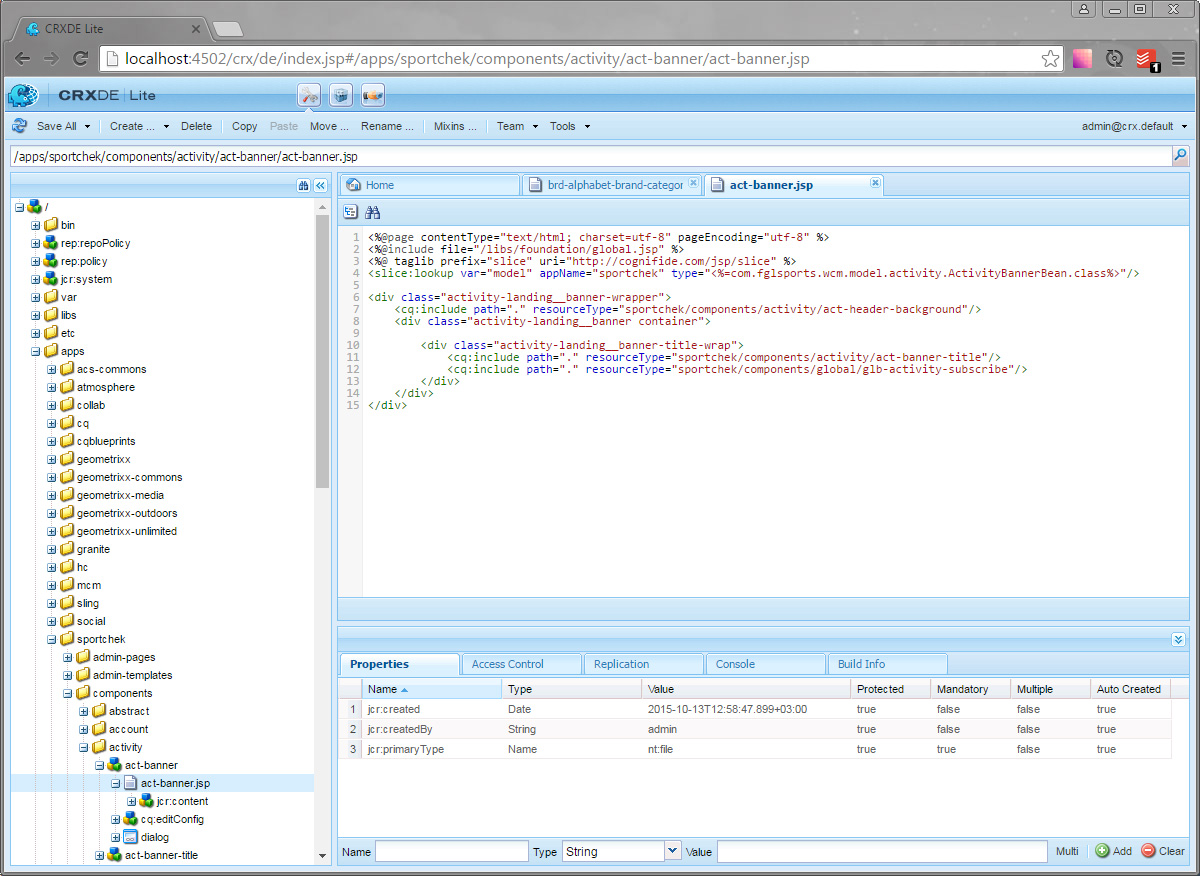 CRXDE Lite
localhost:4502/crx/de/index.jsp#/apps/sportchek/components/activity/act-banner/act-banner.jsp
1
CRXDE | Lite
Save All Create ... Delete Copy Paste Move ... Rename ... Mixins ... Team Tools admin@crx.default
/apps/sportchek/components/activity/act-banner/act-banner.jsp
/
bin
rep:repoPolicy
rep:policy
jcr:system
var
libs
etc
apps
acs-commons
atmosphere
collab
cq
cqblueprints
geometrixx
geometrixx-commons
geometrixx-media
geometrixx-outdoors
geometrixx-unlimited
granite
hc
mcm
sling
social
sportchek
admin-pages
admin-templates
components
abstract
account
activity
act-banner
act-banner.jsp
jcr:content
cq:editConfig
dialog
act-banner-title
Home brd-alphabet-brand-categor act-banner.jsp
1 <%@page contentType="text/html; charset=utf-8" pageEncoding="utf-8" %>
2 <%@include file="/libs/foundation/global.jsp" %>
3 <%@ taglib prefix="slice" uri="http://cognifide.com/jsp/slice" %>
4 <slice:lookup var="model" appName="sportchek" type="<%=com.fglsports.wcm.model.activity.ActivityBannerBean.class%>"/>
5
6 <div class="activity-landing__banner-wrapper">
7 <cq:include path="." resourceType="sportchek/components/activity/act-header-background"/>
8 <div class="activity-landing__banner container">
9
10 <div class="activity-landing__banner-title-wrap">
11 <cq:include path="." resourceType="sportchek/components/activity/act-banner-title"/>
12 <cq:include path="." resourceType="sportchek/components/global/glb-activity-subscribe"/>
13 </div>
14 </div>
15 </div>
Properties Access Control Replication Console Build Info
Name Type Value Protected Mandatory Multiple Auto Created
1 jcr:created Date 2015-10-13T12:58:47.899+03:00 true false false true
2 jcr:createdBy String admin true false false true
3 jcr:primaryType Name nt:file true true false true
Name Type String Value Multi Add Clear